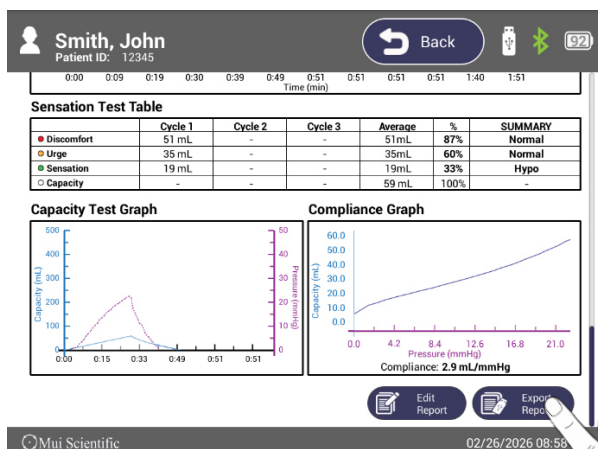 Smith, John
Patient ID: 12345
Back
92
0:00 0:09 0:19 0:30 0:39 0:49 0:51 0:51 0:51 0:51 1:40 1:51
Time (min)
Sensation Test Table
Cycle 1 Cycle 2 Cycle 3 Average % SUMMARY
Discomfort 51 mL - - 51mL 87% Normal
Urge 35 mL - - 35mL 60% Normal
Sensation 19 mL - - 19mL 33% Hypo
Capacity - - - 59 mL 100% -
Capacity Test Graph
500 400 300 200 100 0
Capacity (mL)
50 40 30 20 10 0
Pressure (mmHg)
0:00 0:15 0:33 0:49 0:51 0:51
Compliance Graph
60.0 50.0 40.0 30.0 20.0 10.0 0.0
Capacity (mL)
0.0 4.2 8.4 12.6 16.8 21.0
Pressure (mmHg)
Compliance: 2.9 mL/mmHg
Edit
Report
Export
Mui Scientific
02/26/2026 08:58